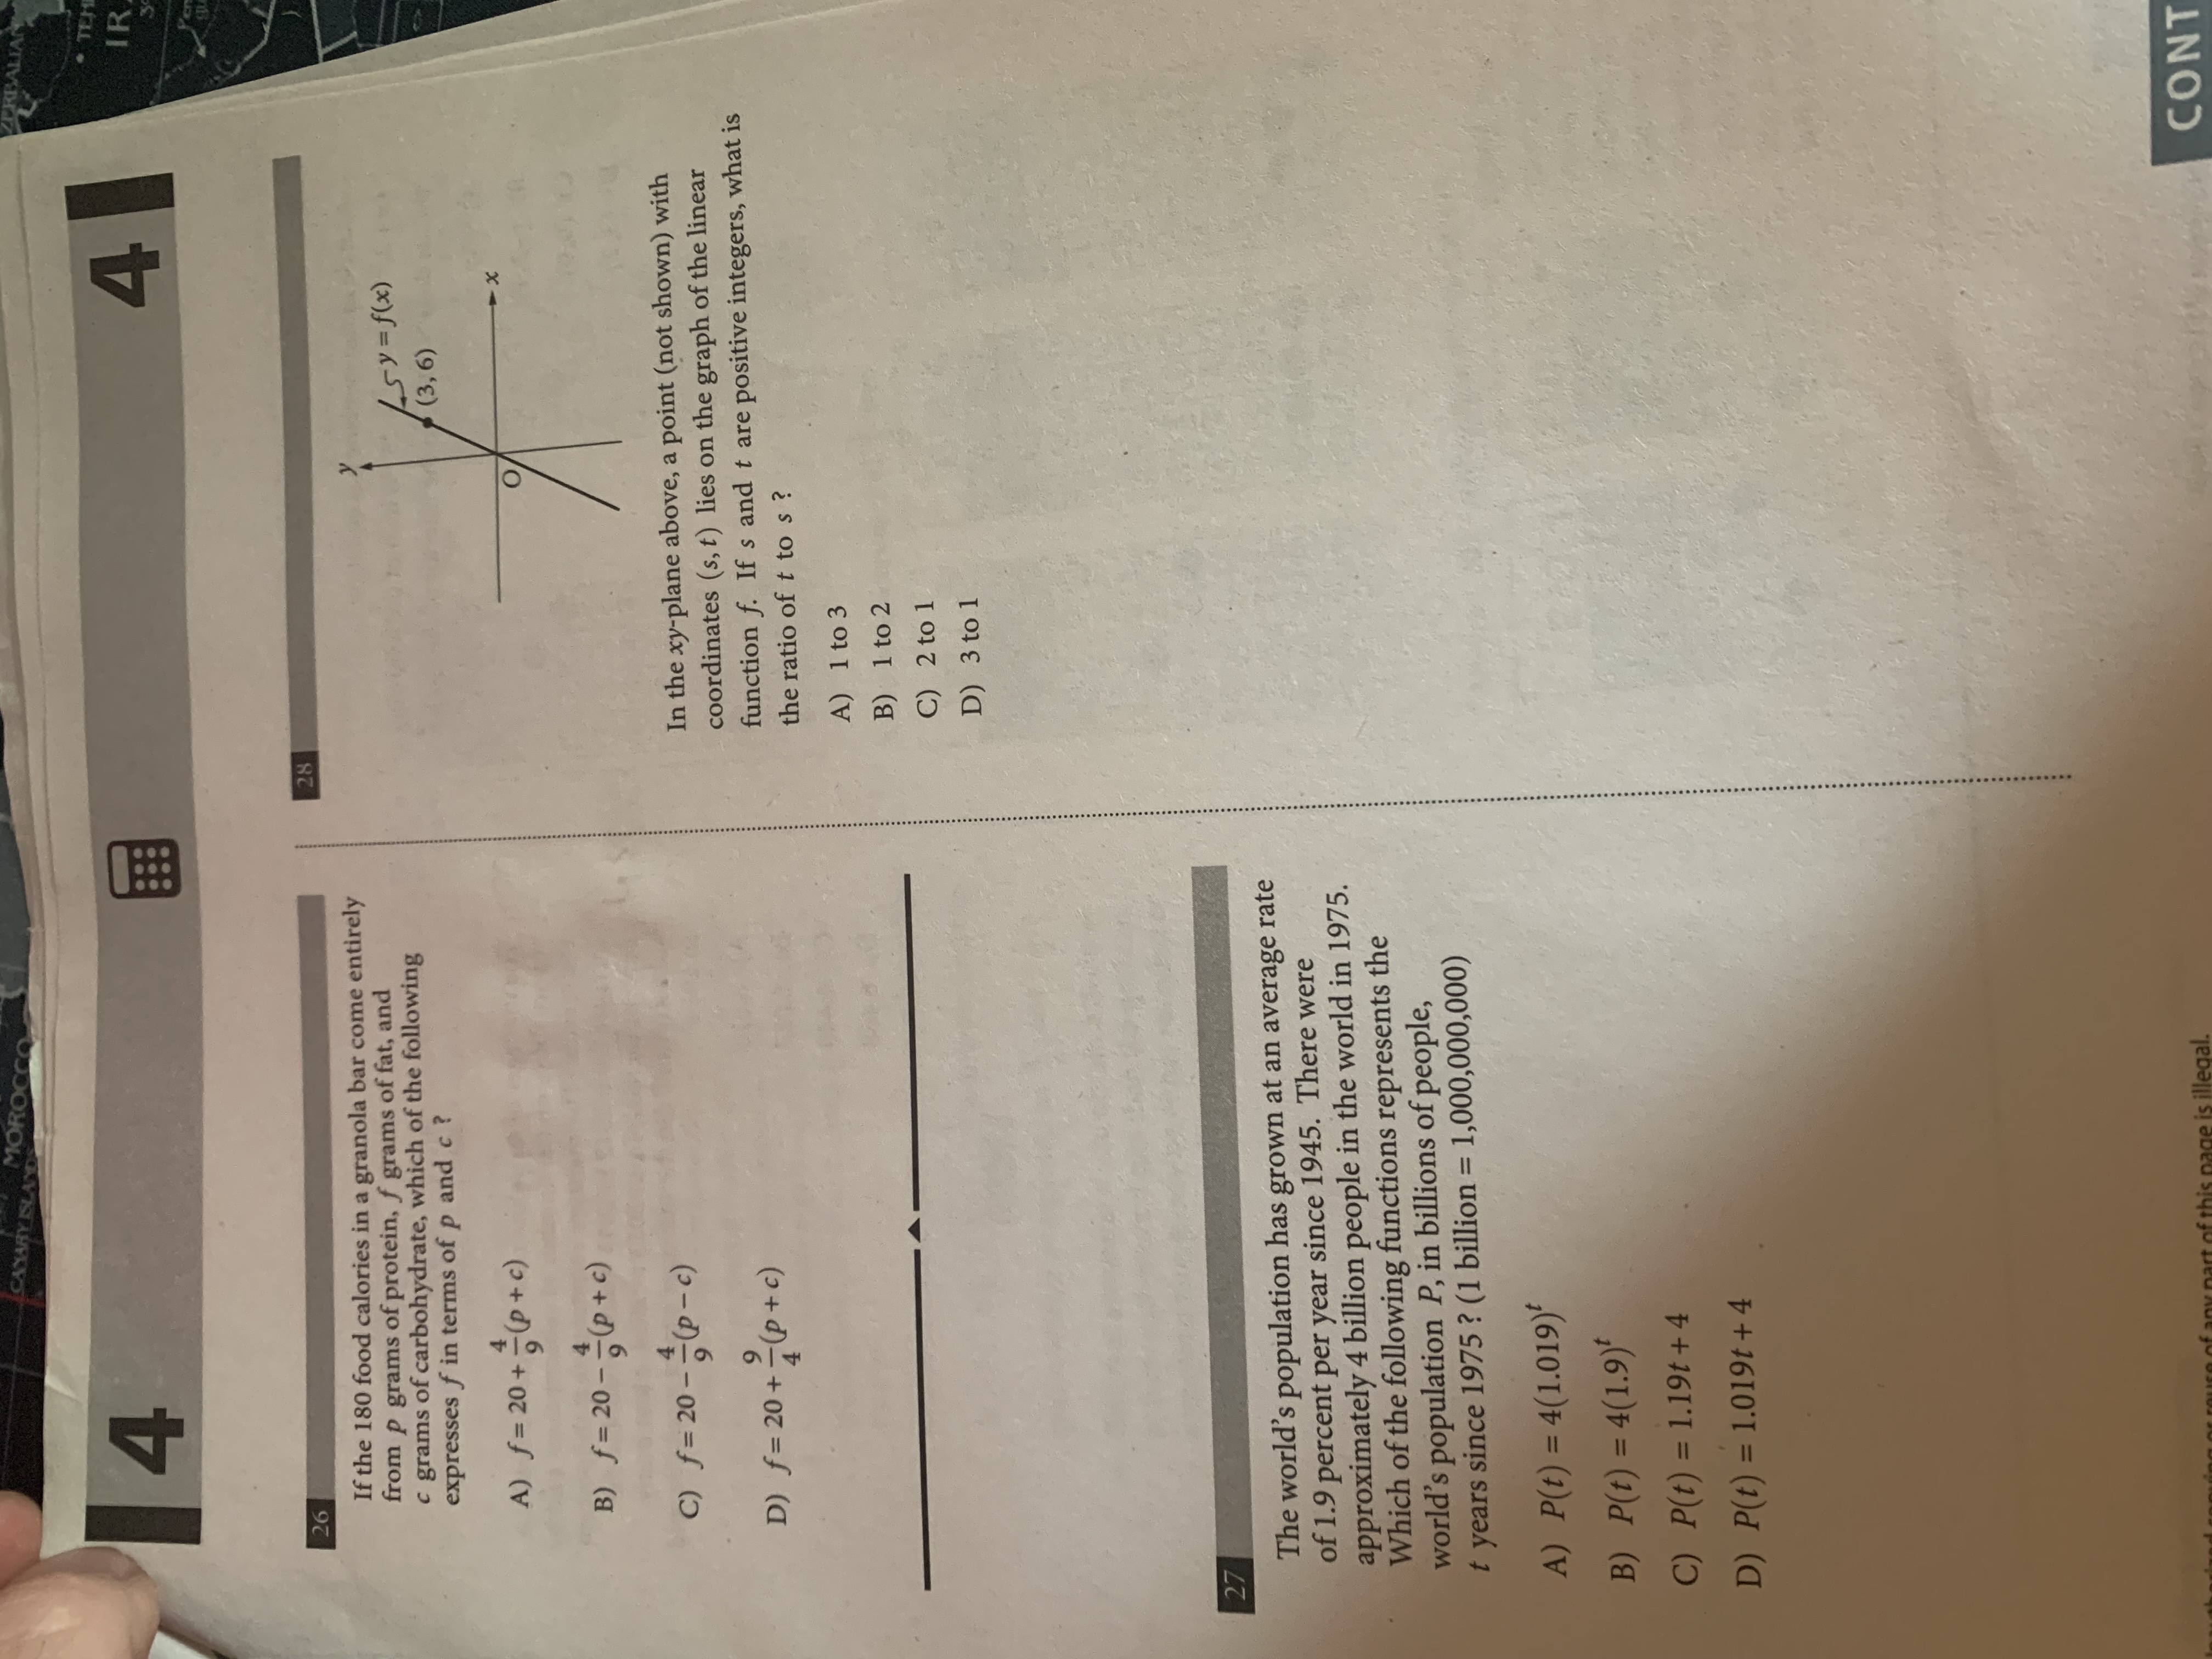 CANARY ISLANDS
MOROCCO
IR
4
4
26
If the 180 food calories in a granola bar come entirely
from p grams of protein, f grams of fat, and
c grams of carbohydrate, which of the following
expresses f in terms of p and c ?
A) f = 20 + 4/9 (p + c)
B) f = 20 − 4/9 (p + c)
C) f = 20 − 4/9 (p − c)
D) f = 20 + 9/4 (p + c)
27
The world's population has grown at an average rate
of 1.9 percent per year since 1945. There were
approximately 4 billion people in the world in 1975.
Which of the following functions represents the
world's population P, in billions of people,
t years since 1975 ? (1 billion = 1,000,000,000)
A) P(t) = 4(1.019)^t
B) P(t) = 4(1.9)^t
C) P(t) = 1.19t + 4
D) P(t) = 1.019t + 4
28
y
y = f(x)
(3, 6)
x
O
In the xy-plane above, a point (not shown) with
coordinates (s, t) lies on the graph of the linear
function f. If s and t are positive integers, what is
the ratio of t to s ?
A) 1 to 3
B) 1 to 2
C) 2 to 1
D) 3 to 1
copying or reuse of any part of this page is illegal.
CONT